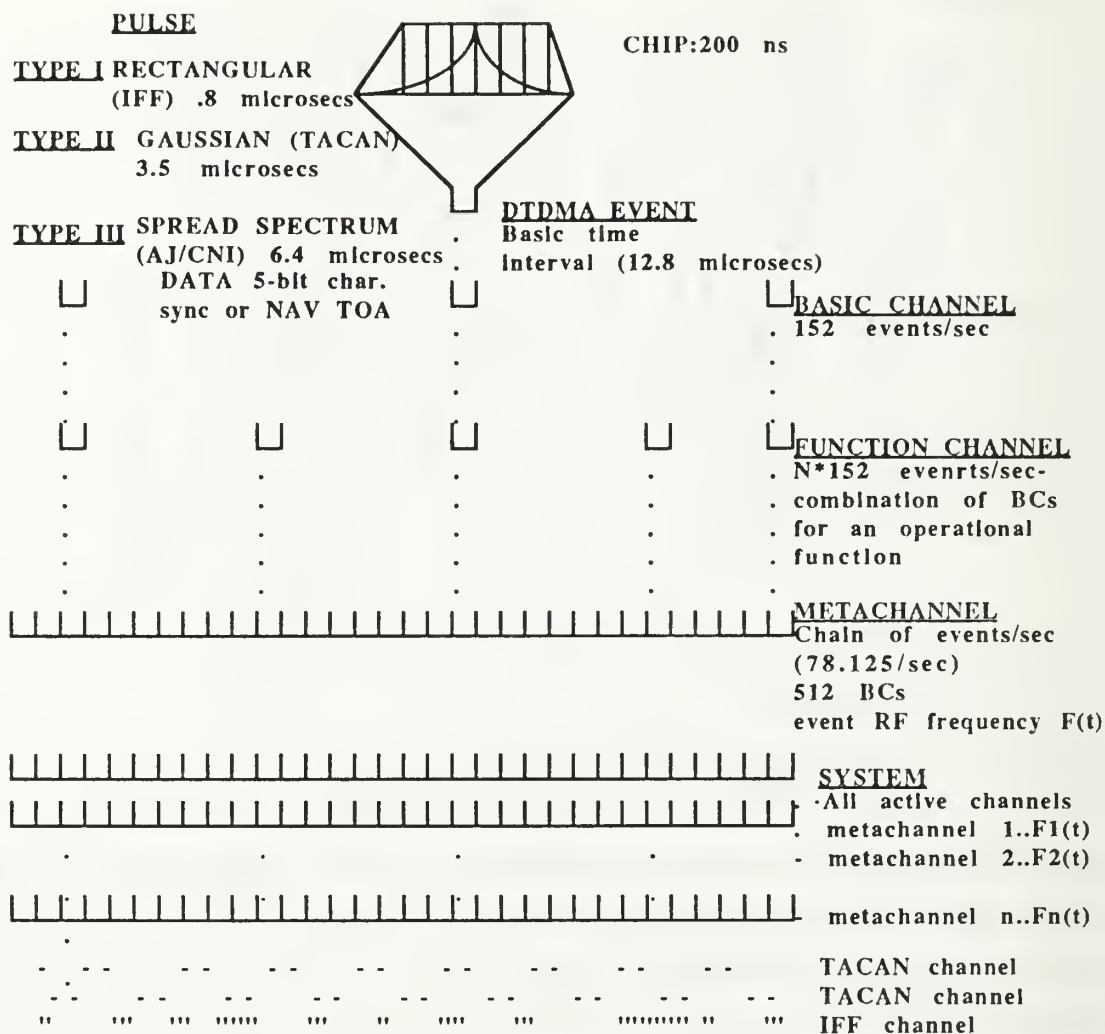 PULSE
CHIP:200 ns
TYPE I RECTANGULAR
(IFF) .8 microsecs
TYPE II GAUSSIAN (TACAN)
3.5 microsecs
TYPE III SPREAD SPECTRUM
(AJ/CNI) 6.4 microsecs
DATA 5-bit char.
sync or NAV TOA
DTDMA EVENT
Basic time
interval (12.8 microsecs)
BASIC CHANNEL
152 events/sec
FUNCTION CHANNEL
N*152 evenrts/sec-
combination of BCs
for an operational
function
METACHANNEL
Chain of events/sec
(78.125/sec)
512 BCs
event RF frequency F(t)
SYSTEM
All active channels
metachannel 1..F1(t)
metachannel 2..F2(t)
metachannel n..Fn(t)
TACAN channel
TACAN channel
IFF channel